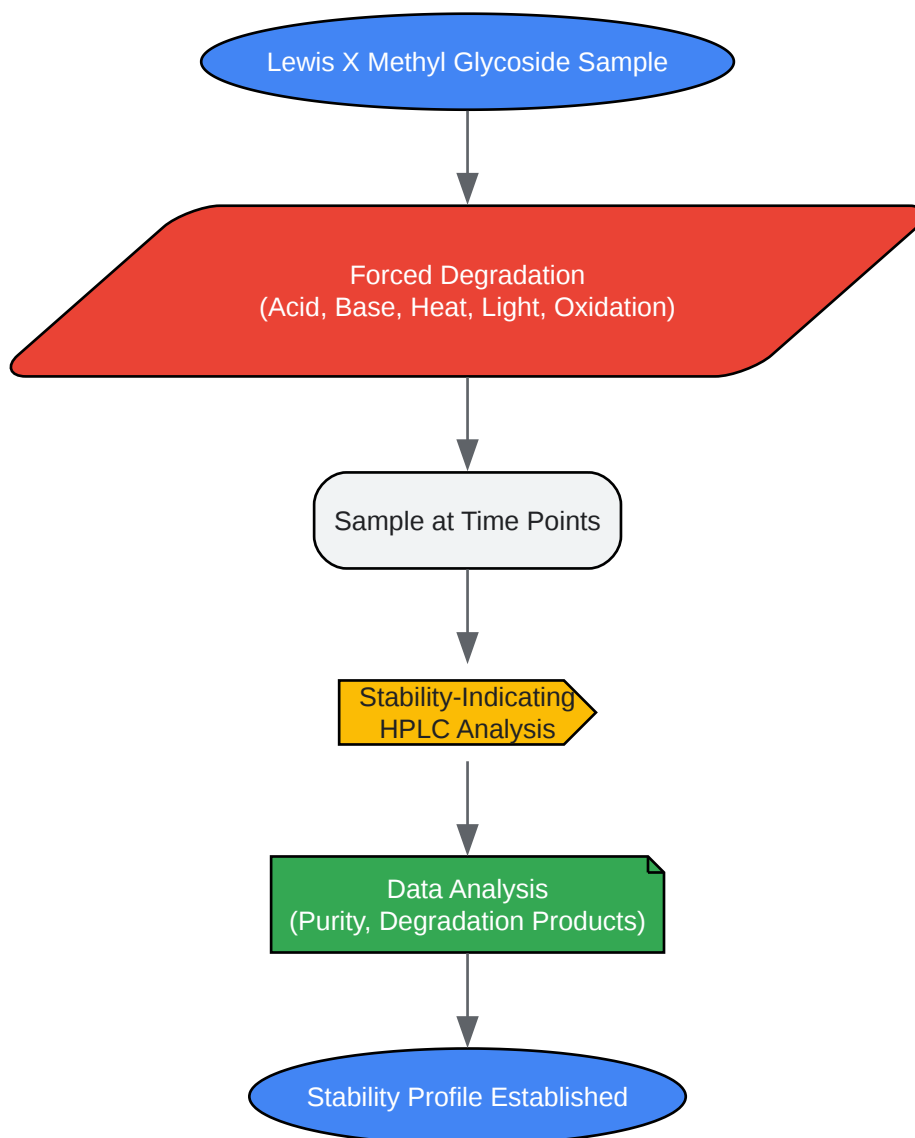 Lewis X Methyl Glycoside Sample
Forced Degradation
(Acid, Base, Heat, Light, Oxidation)
Sample at Time Points
Stability-Indicating
HPLC Analysis
Data Analysis
(Purity, Degradation Products)
Stability Profile Established